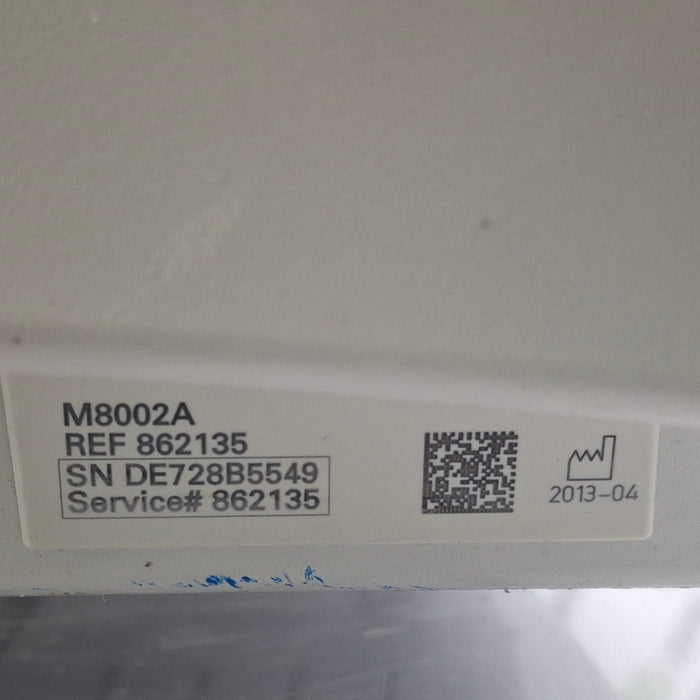 M8002A
REF 862135
SN DE728B5549
Service# 862135
2013-04